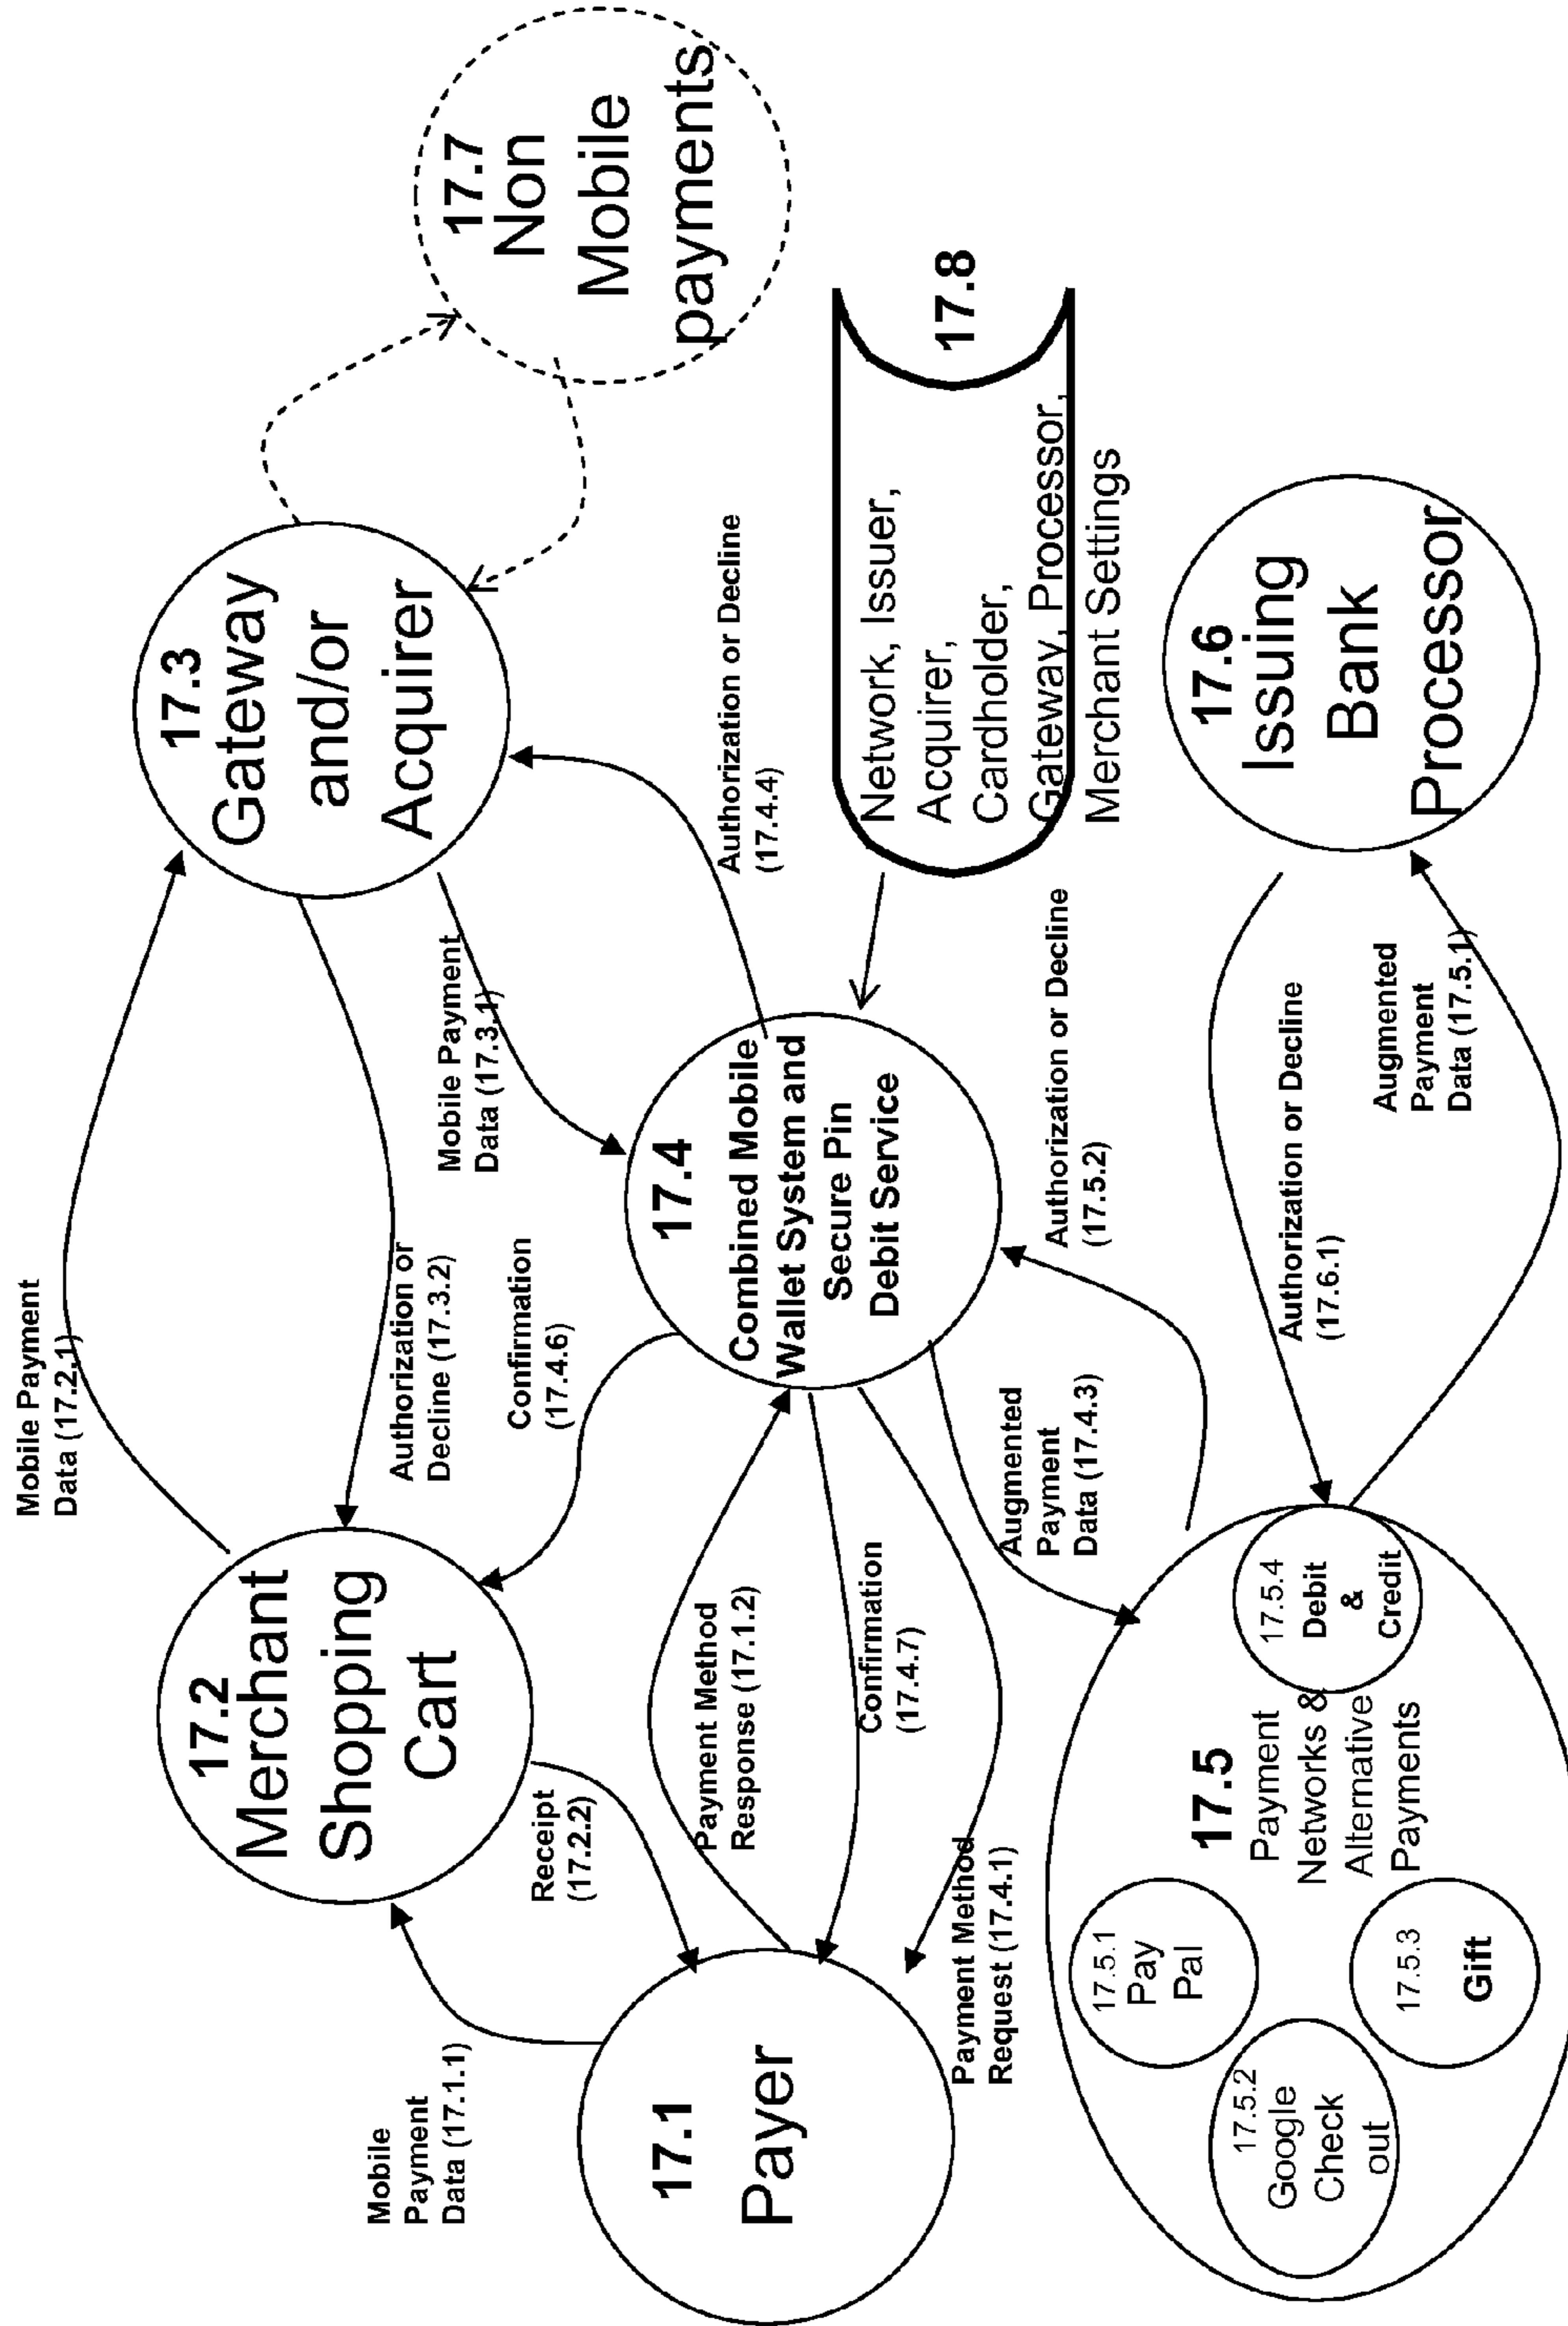 Mobile Payment
Data (17.2.1)
17.2
Merchant
Shopping
Cart
17.3
Gateway
and/or
Acquirer
17.7
Non
Mobile
payments
Authorization or
Decline (17.3.2)
Mobile
Payment
Data (17.1.1)
Receipt
(17.2.2)
Confirmation
(17.4.6)
Mobile Payment
Data (17.3.1)
Authorization or Decline
(17.4.4)
17.1
Payer
Payment Method
Response (17.1.2)
Confirmation
(17.4.7)
Payment Method
Request (17.4.1)
17.4
Combined Mobile
Wallet System and
Secure Pin
Debit Service
17.8
Network, Issuer,
Acquirer,
Cardholder,
Gateway, Processor,
Merchant Settings
Augmented
Payment
Data (17.4.3)
Authorization or Decline
(17.5.2)
17.5
Payment
Networks &
Alternative
Payments
17.5.1
Pay
Pal
17.5.2
Google
Check
out
17.5.3
Gift
17.5.4
Debit
&
Credit
Authorization or Decline
(17.6.1)
Augmented
Payment
Data (17.5.1)
17.6
Issuing
Bank
Processor